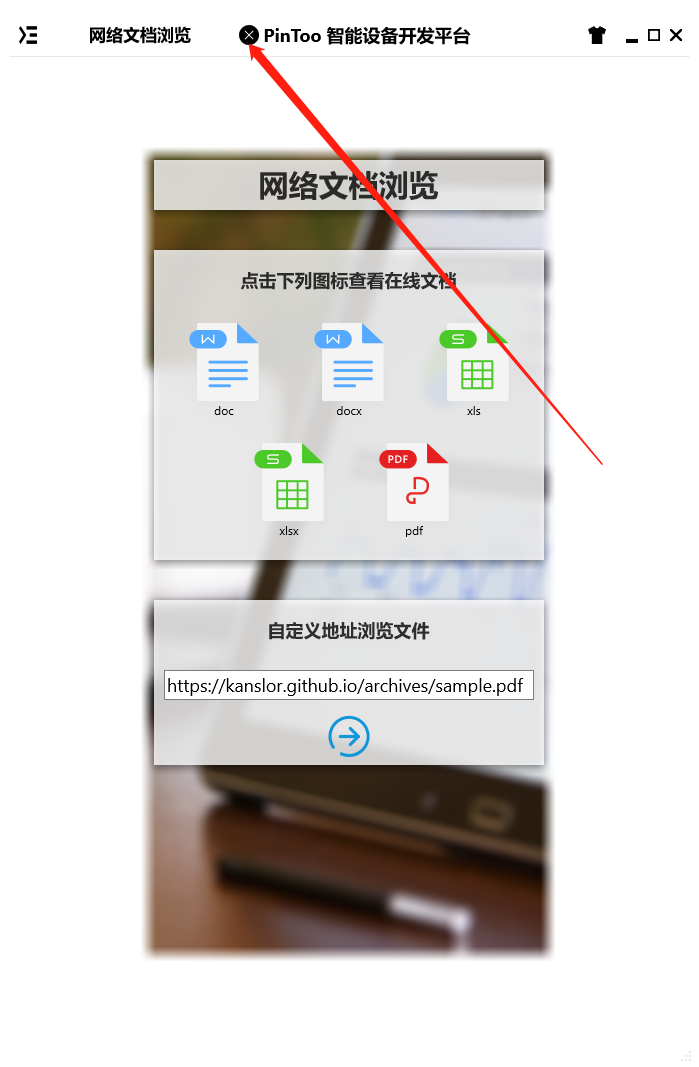 网络文档浏览
PinToo 智能设备开发平台
网络文档浏览
点击下列图标查看在线文档
W
W
S
doc
docx
xls
S
PDF
xlsx
pdf
自定义地址浏览文件
https://kanslor.github.io/archives/sample.pdf